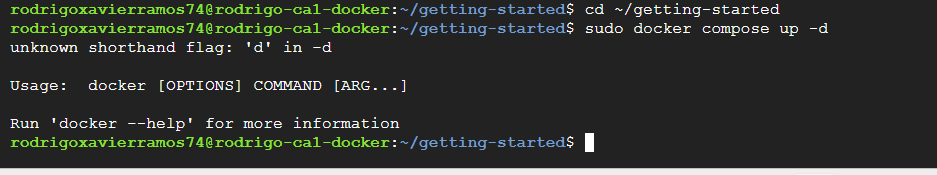 rodrigoxavierramos74@rodrigo-ca1-docker:~/getting-started$ cd ~/getting-started
rodrigoxavierramos74@rodrigo-ca1-docker:~/getting-started$ sudo docker compose up -d
unknown shorthand flag: 'd' in -d
Usage:  docker [OPTIONS] COMMAND [ARG...]
Run 'docker --help' for more information
rodrigoxavierramos74@rodrigo-ca1-docker:~/getting-started$